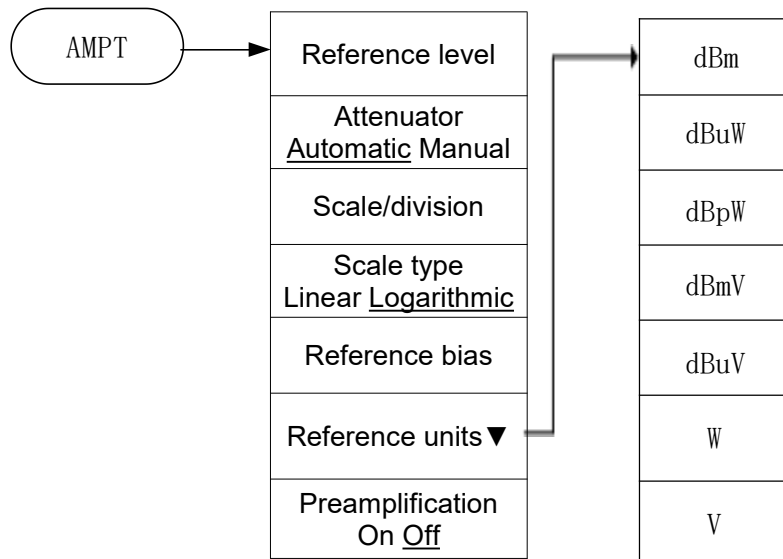 AMPT
Reference level
Attenuator
Automatic Manual
Scale/division
Scale type
Linear Logarithmic
Reference bias
Reference units▼
Preamplification
On Off
dBm
dBuW
dBpW
dBmV
dBuV
W
V